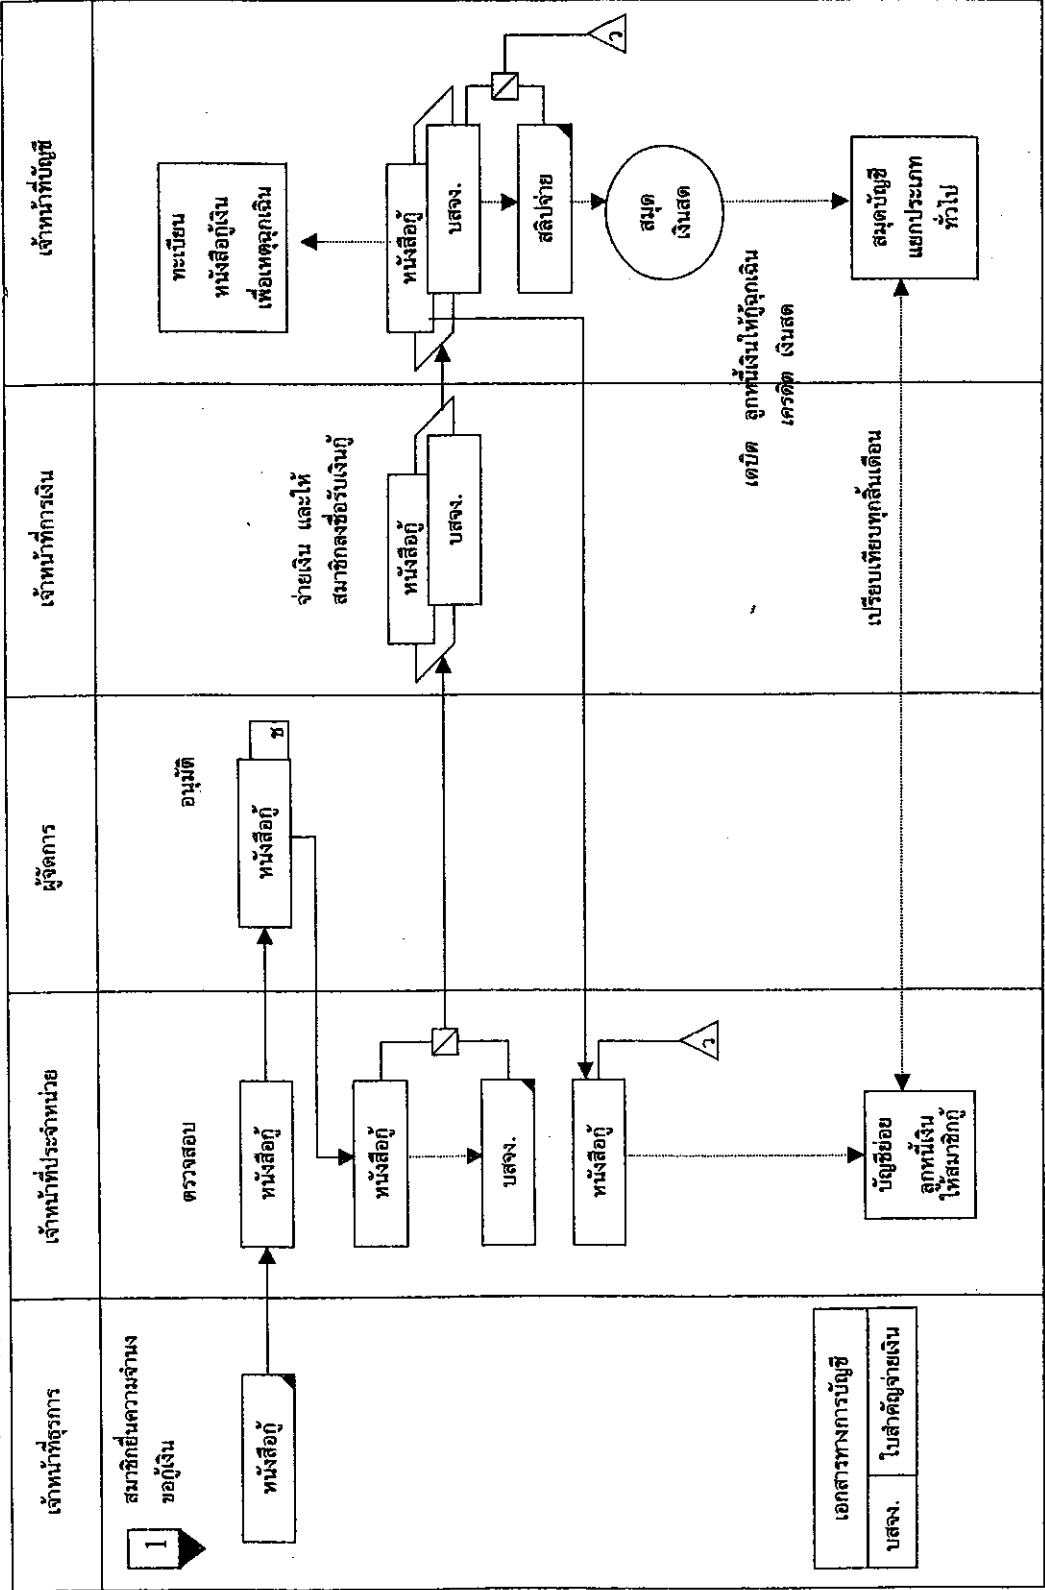 เจ้าหน้าที่ธุรการ
เจ้าหน้าที่ประจำหน่วย
ผู้จัดการ
เจ้าหน้าที่การเงิน
เจ้าหน้าที่บัญชี
1
สมาชิกยื่นความจำนง
ขอกู้เงิน
หนังสือกู้
ตรวจสอบ
หนังสือกู้
อนุมัติ
หนังสือกู้
ช
หนังสือกู้
บสจง.
จ่ายเงิน และให้
สมาชิกลงชื่อรับเงินกู้
หนังสือกู้
บสจง.
ทะเบียน
หนังสือกู้เงิน
เพื่อเหตุฉุกเฉิน
หนังสือกู้
บสจง.
สลิปจ่าย
ว
สมุด
เงินสด
หนังสือกู้
ว
เดบิต ลูกหนี้เงินให้กู้ฉุกเฉิน
เครดิต เงินสด
บัญชีย่อย
ลูกหนี้เงิน
ให้สมาชิกกู้
เปรียบเทียบทุกสิ้นเดือน
สมุดบัญชี
แยกประเภท
ทั่วไป
เอกสารทางการบัญชี
บสจง. ใบสำคัญจ่ายเงิน